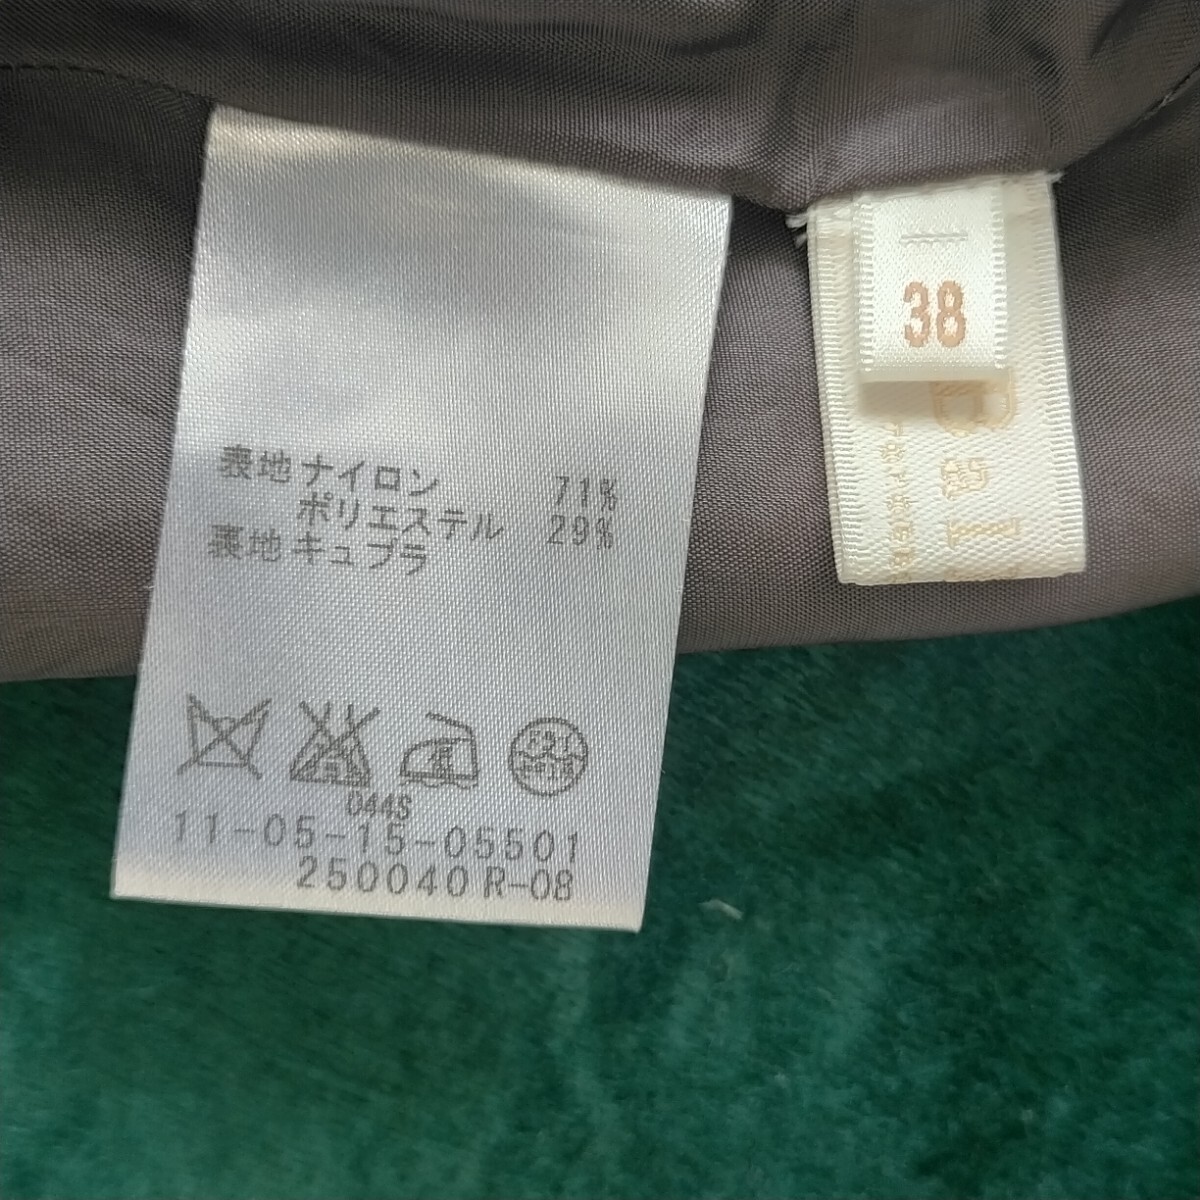 表地 ナイロン 71%
ポリエステル 29%
裏地 キュプラ
044S
11-05-15-05501
250040 R-08
38